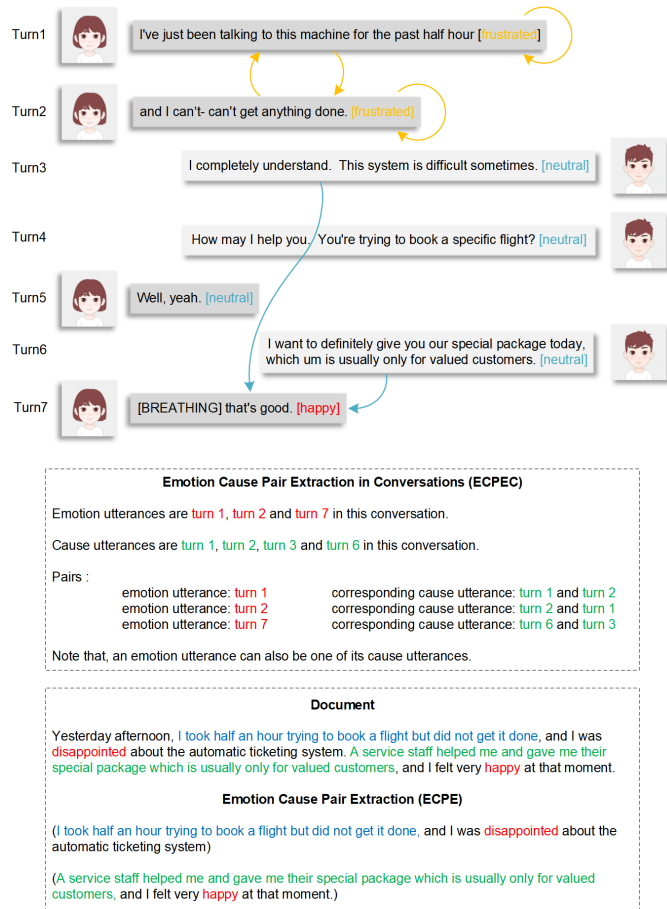 Turn1
I've just been talking to this machine for the past half hour [frustrated]
Turn2
and I can't- can't get anything done. [frustrated]
Turn3
I completely understand.  This system is difficult sometimes. [neutral]
Turn4
How may I help you.  You're trying to book a specific flight? [neutral]
Turn5
Well, yeah. [neutral]
Turn6
I want to definitely give you our special package today,
which um is usually only for valued customers. [neutral]
Turn7
[BREATHING] that's good. [happy]
Emotion Cause Pair Extraction in Conversations (ECPEC)
Emotion utterances are turn 1, turn 2 and turn 7 in this conversation.
Cause utterances are turn 1, turn 2, turn 3 and turn 6 in this conversation.
Pairs :
emotion utterance: turn 1 corresponding cause utterance: turn 1 and turn 2
emotion utterance: turn 2 corresponding cause utterance: turn 2 and turn 1
emotion utterance: turn 7 corresponding cause utterance: turn 6 and turn 3
Note that, an emotion utterance can also be one of its cause utterances.
Document
Yesterday afternoon, I took half an hour trying to book a flight but did not get it done, and I was
disappointed about the automatic ticketing system. A service staff helped me and gave me their
special package which is usually only for valued customers, and I felt very happy at that moment.
Emotion Cause Pair Extraction (ECPE)
(I took half an hour trying to book a flight but did not get it done, and I was disappointed about the
automatic ticketing system)
(A service staff helped me and gave me their special package which is usually only for valued
customers, and I felt very happy at that moment.)